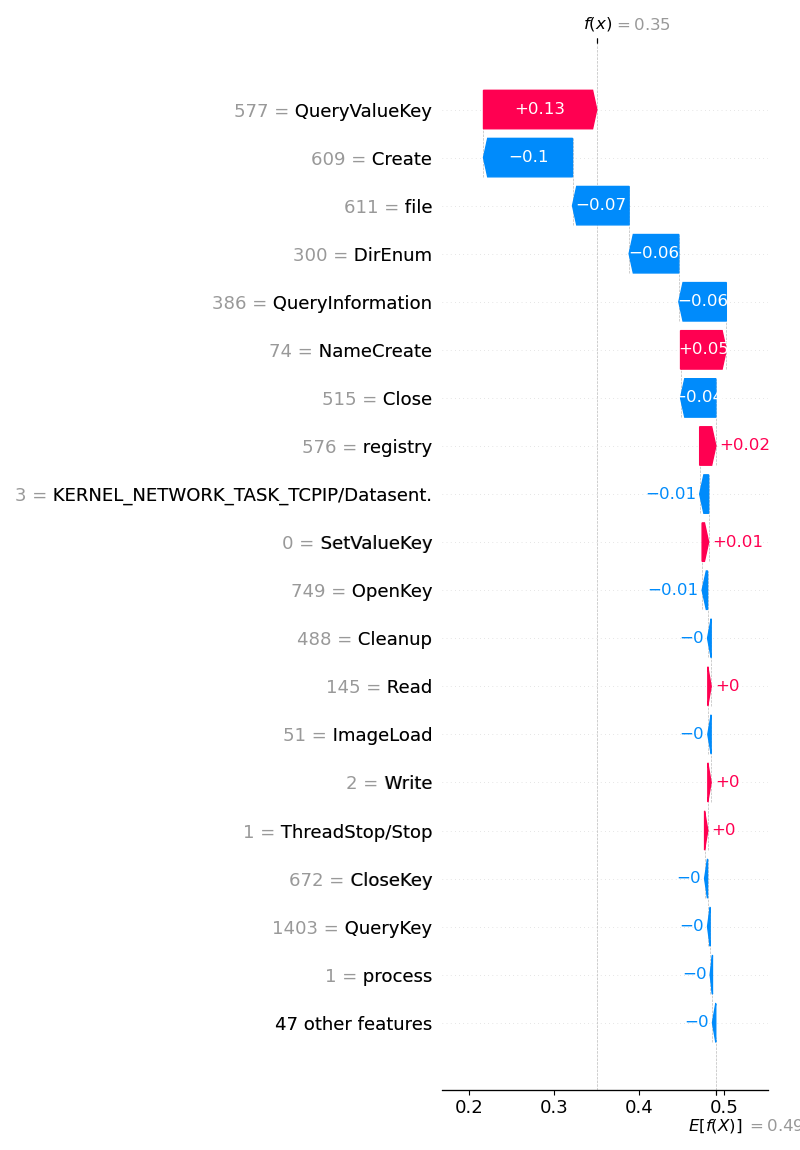 f(x) = 0.35
577 = QueryValueKey +0.13
609 = Create −0.1
611 = file −0.07
300 = DirEnum −0.06
386 = QueryInformation −0.06
74 = NameCreate +0.05
515 = Close −0.04
576 = registry +0.02
3 = KERNEL_NETWORK_TASK_TCPIP/Datasent. −0.01
0 = SetValueKey +0.01
749 = OpenKey −0.01
488 = Cleanup −0
145 = Read +0
51 = ImageLoad −0
2 = Write +0
1 = ThreadStop/Stop +0
672 = CloseKey −0
1403 = QueryKey −0
1 = process −0
47 other features −0
0.2 0.3 0.4 0.5
E[f(X)] = 0.49